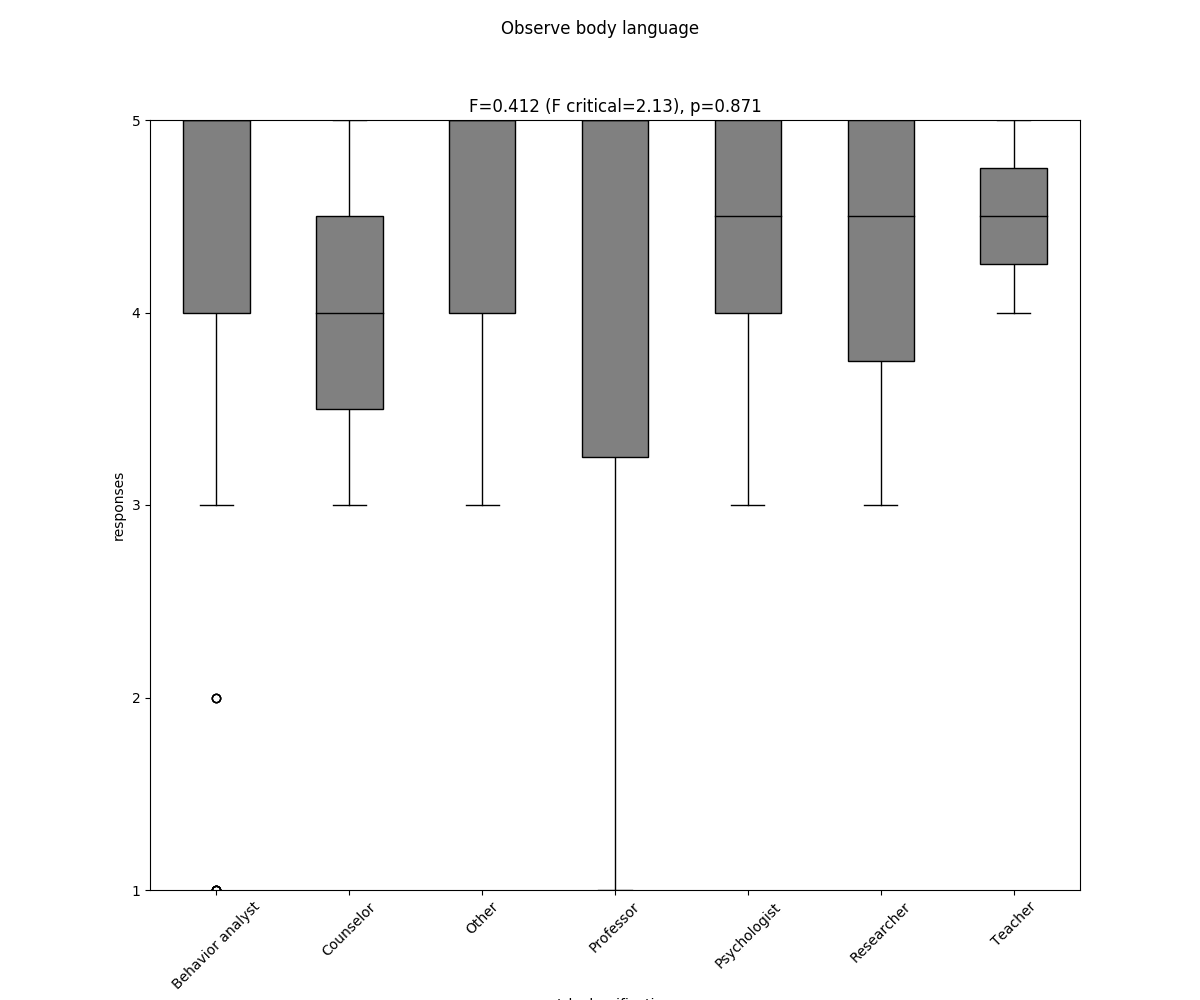 Observe body language
F=0.412 (F critical=2.13), p=0.871
5
4
3
2
1
responses
Behavior analyst
Counselor
Other
Professor
Psychologist
Researcher
Teacher